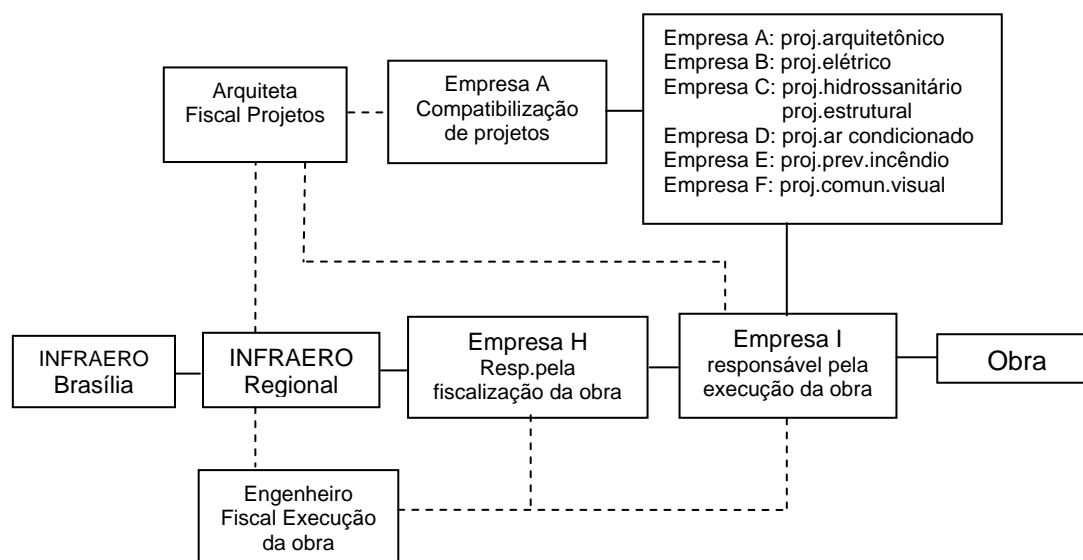 Arquiteta
Fiscal Projetos
Empresa A
Compatibilização
de projetos
Empresa A: proj.arquitetônico
Empresa B: proj.elétrico
Empresa C: proj.hidrossanitário
proj.estrutural
Empresa D: proj.ar condicionado
Empresa E: proj.prev.incêndio
Empresa F: proj.comun.visual
INFRAERO
Brasília
INFRAERO
Regional
Empresa H
Resp.pela
fiscalização da obra
Empresa I
responsável pela
execução da obra
Obra
Engenheiro
Fiscal Execução
da obra